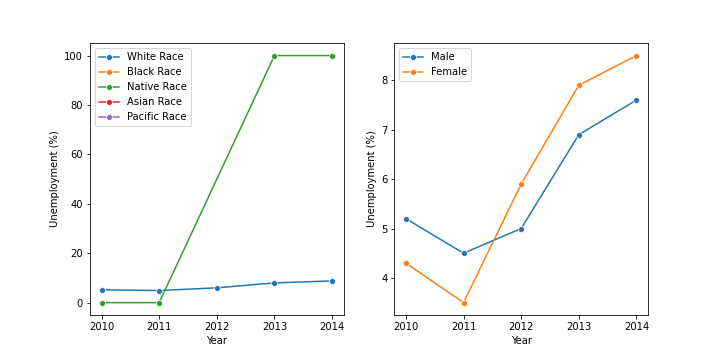 White Race
Black Race
Native Race
Asian Race
Pacific Race
100
80
60
40
20
0
Unemployment (%)
2010 2011 2012 2013 2014
Year
Male
Female
8
7
6
5
4
Unemployment (%)
2010 2011 2012 2013 2014
Year